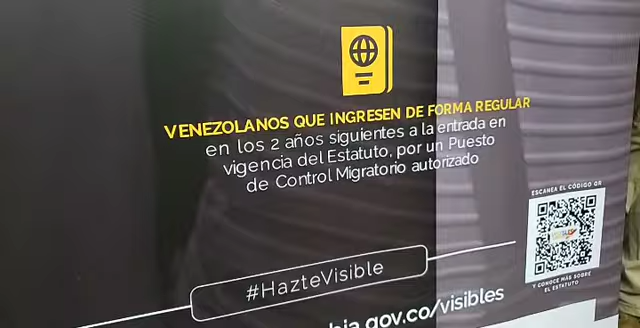 VENEZOLANOS QUE INGRESEN DE FORMA REGULAR
en los 2 años siguientes a la entrada en
vigencia del Estatuto, por un Puesto
de Control Migratorio autorizado
ESCANEA EL CÓDIGO QR
Y CONOCE MÁS SOBRE
EL ESTATUTO
#HazteVisible
bia.gov.co/visibles